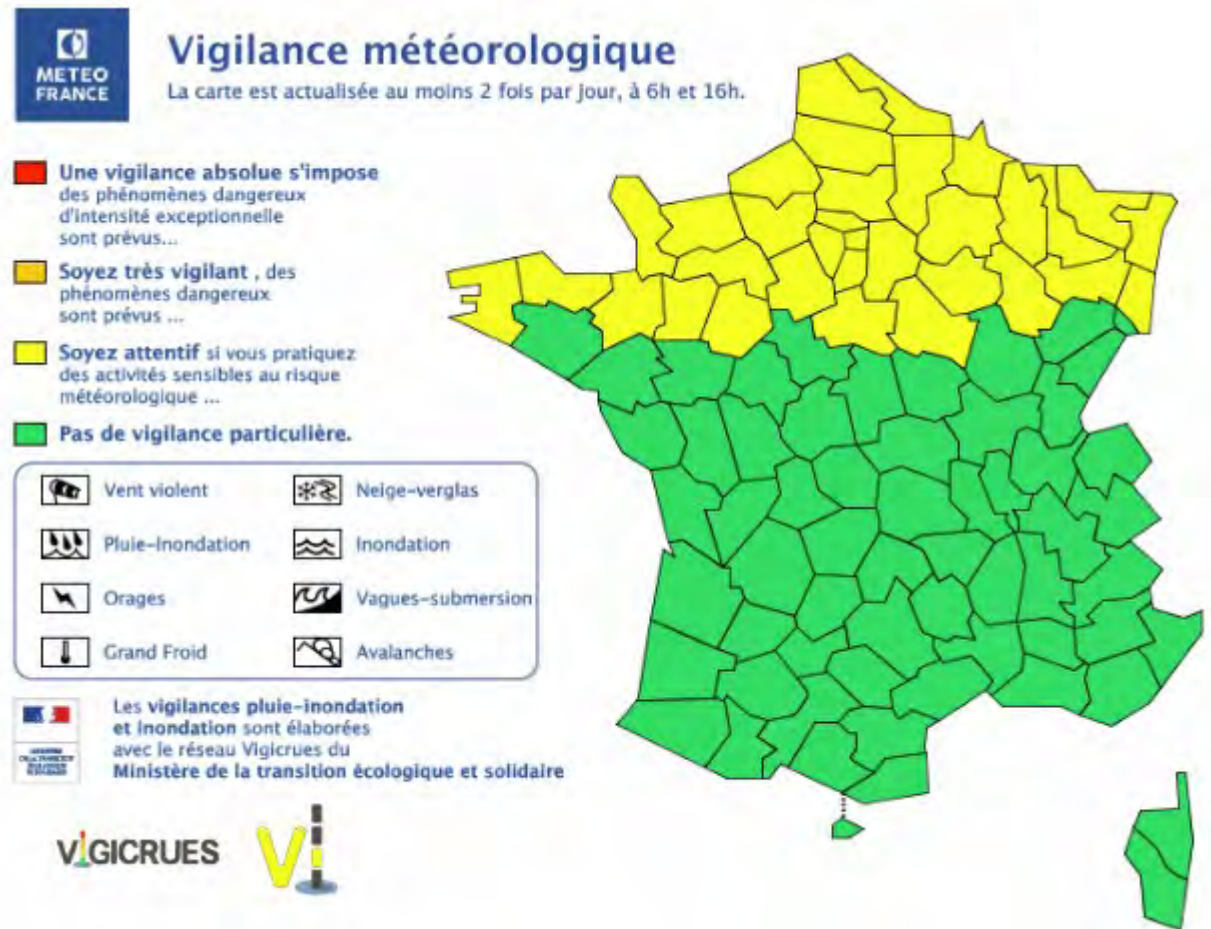 METEO
FRANCE
Vigilance météorologique
La carte est actualisée au moins 2 fois par jour, à 6h et 16h.
Une vigilance absolue s'impose
des phénomènes dangereux
d'intensité exceptionnelle
sont prévus...
Soyez très vigilant , des
phénomènes dangereux
sont prévus ...
Soyez attentif si vous pratiquez
des activités sensibles au risque
météorologique ...
Pas de vigilance particulière.
Vent violent
Neige-verglas
Pluie-Inondation
Inondation
Orages
Vagues-submersion
Grand Froid
Avalanches
Les vigilances pluie-inondation
et inondation sont élaborées
avec le réseau Vigicrues du
Ministère de la transition écologique et solidaire
VIGICRUES
Vi